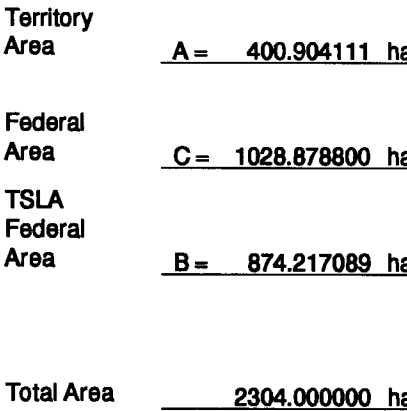 Territory
Area A = 400.904111 ha
Federal
Area C = 1028.878800 ha
TSLA
Federal
Area B = 874.217089 ha
Total Area 2304.000000 ha